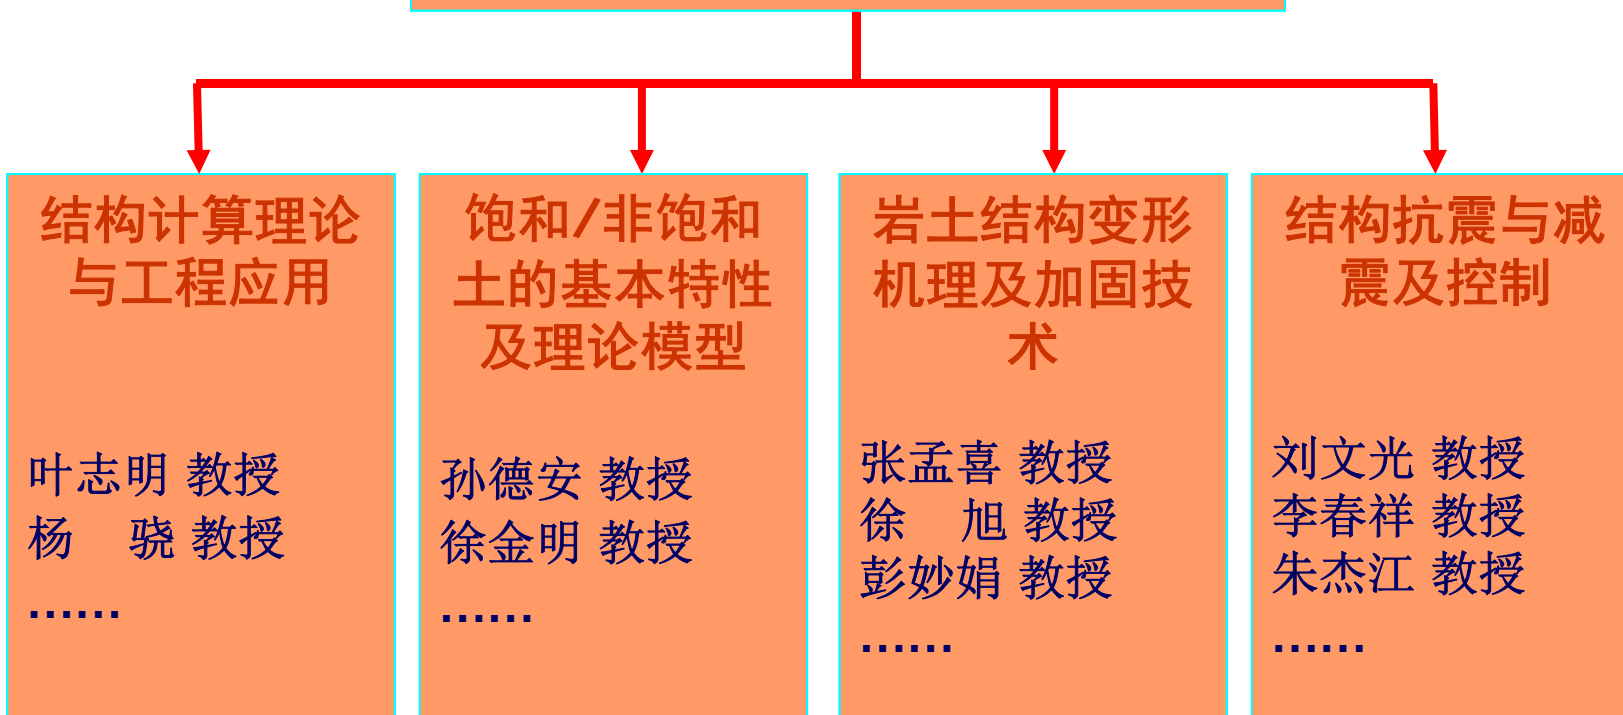 结构计算理论
与工程应用
叶志明 教授
杨 骁 教授
……
饱和/非饱和
土的基本特性
及理论模型
孙德安 教授
徐金明 教授
……
岩土结构变形
机理及加固技
术
张孟喜 教授
徐 旭 教授
彭妙娟 教授
……
结构抗震与减
震及控制
刘文光 教授
李春祥 教授
朱杰江 教授
……